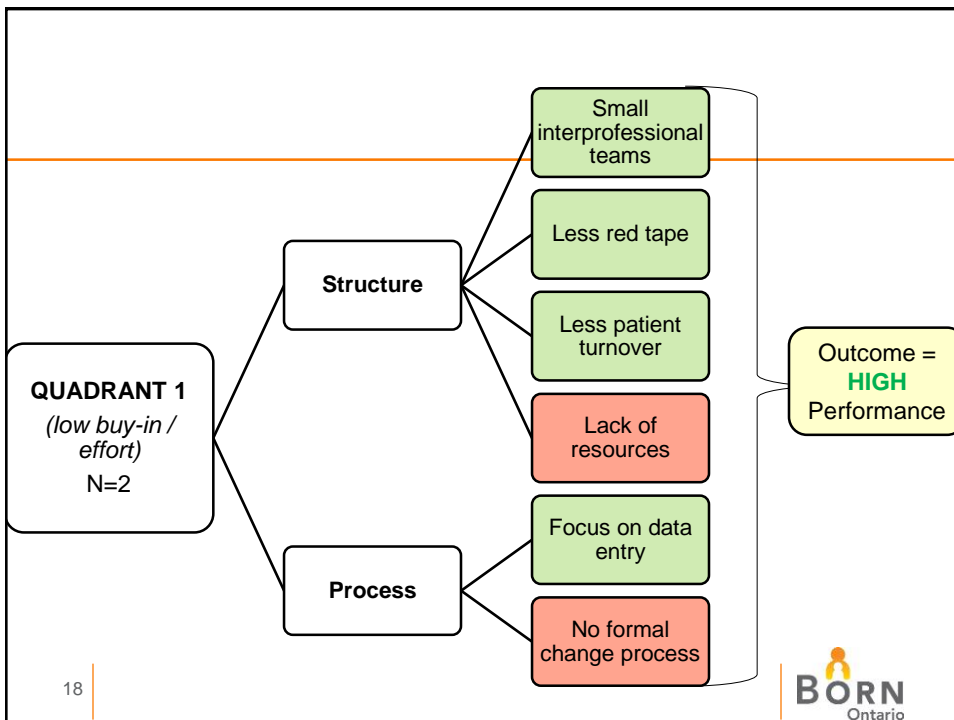 QUADRANT 1
(low buy-in /
effort)
N=2
Structure
Process
Small
interprofessional
teams
Less red tape
Less patient
turnover
Lack of
resources
Focus on data
entry
No formal
change process
Outcome =
HIGH
Performance
18
BORN
Ontario